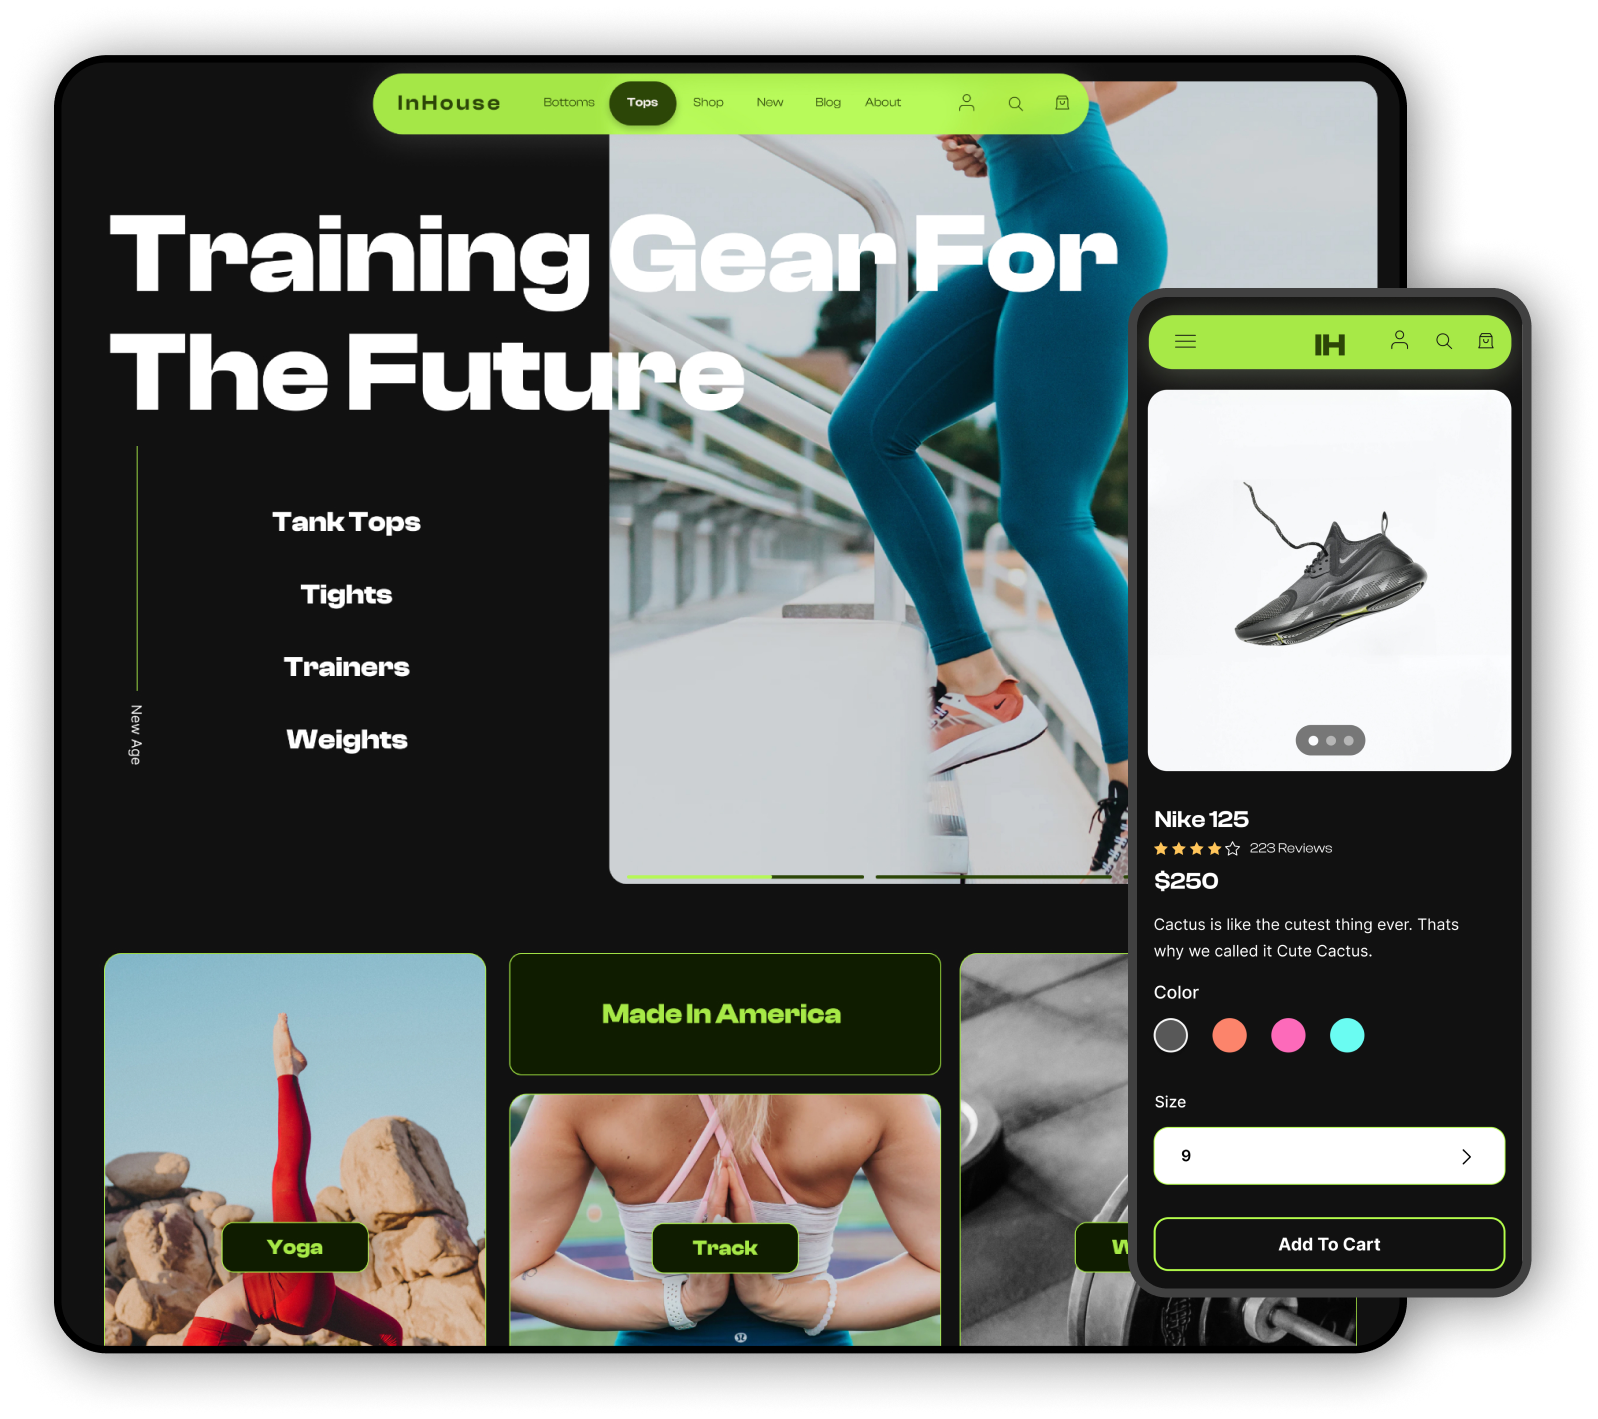 InHouse Bottoms Tops Shop New Blog About
Training Gear For
The Future
Tank Tops
Tights
Trainers
Weights
New Age
Made In America
Yoga
Track
IH
Nike 125
223 Reviews
$250
Cactus is like the cutest thing ever. Thats
why we called it Cute Cactus.
Color
Size
9
Add To Cart